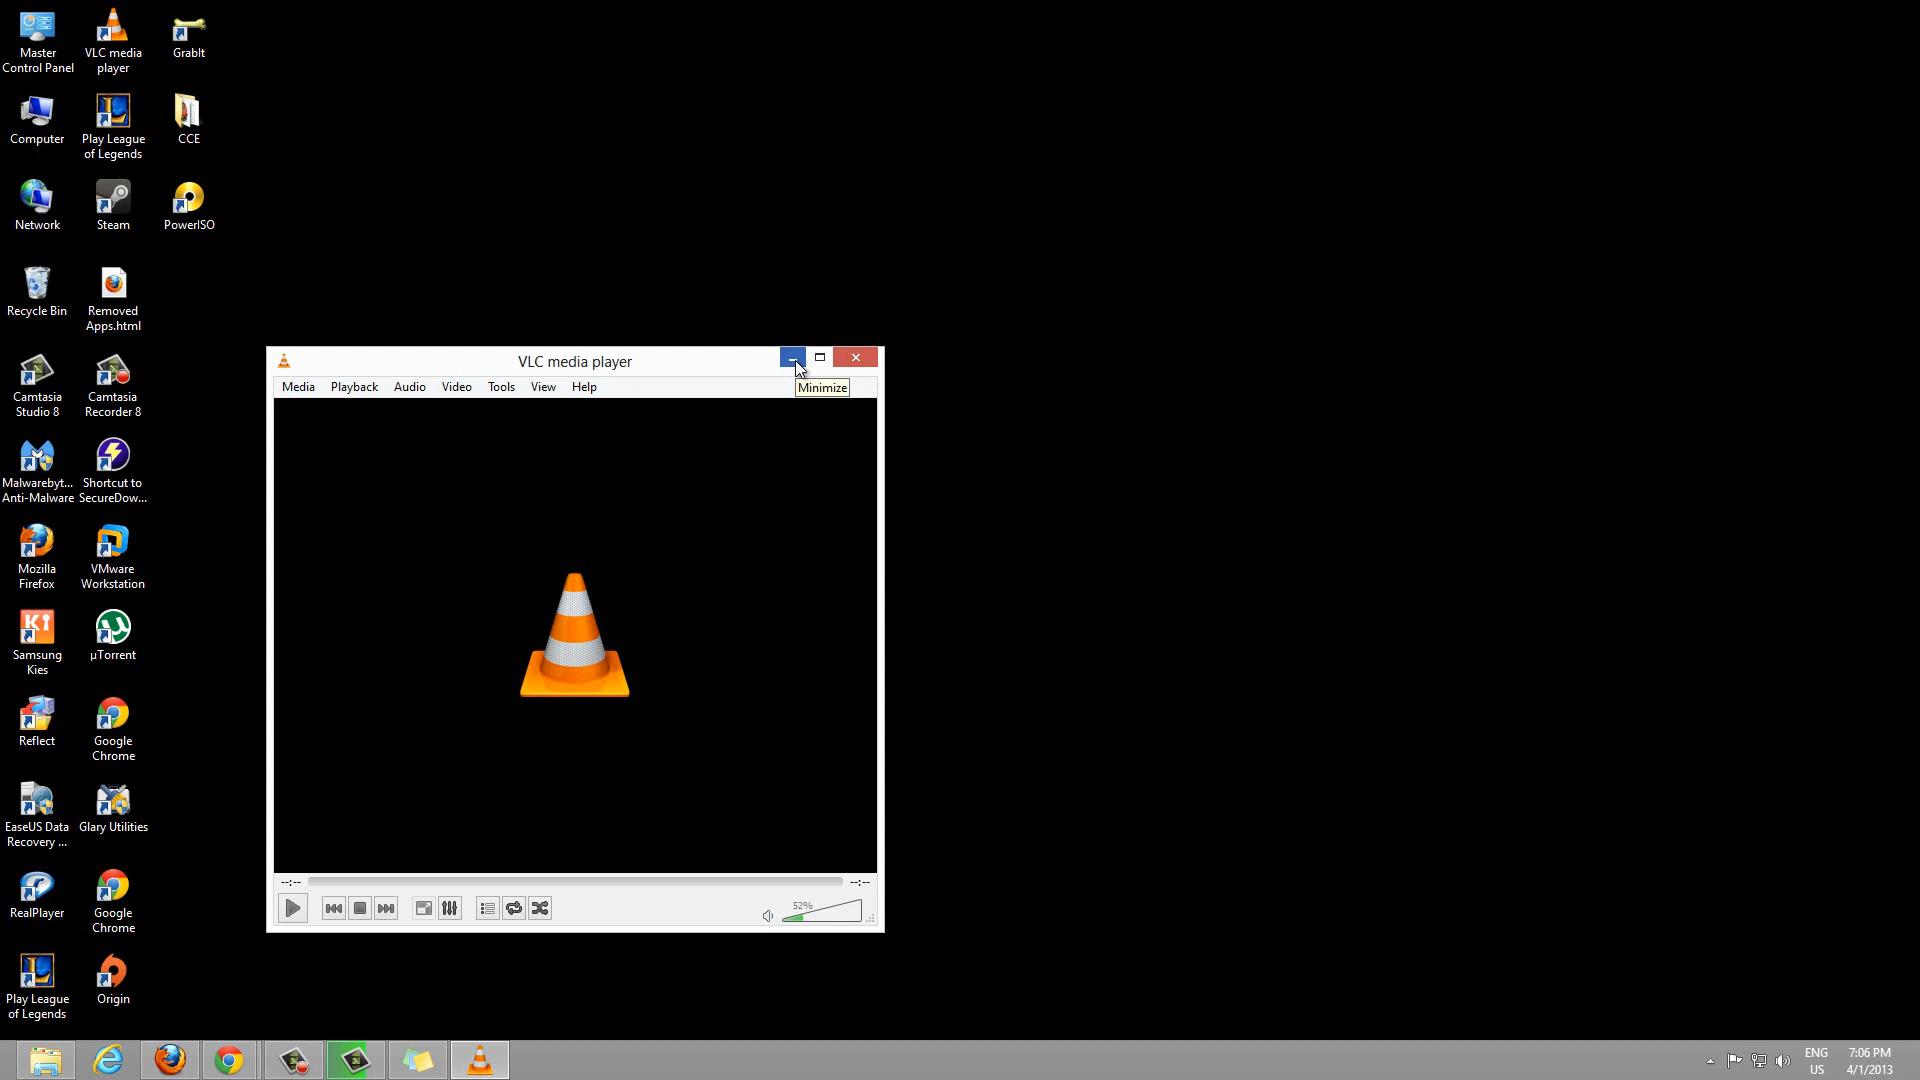 Master
Control Panel
VLC media
player
GrabIt
Computer
Play League
of Legends
CCE
Network
Steam
PowerISO
Recycle Bin
Removed
Apps.html
Camtasia
Studio 8
Camtasia
Recorder 8
Malwarebyt...
Anti-Malware
Shortcut to
SecureDow...
Mozilla
Firefox
VMware
Workstation
Samsung
Kies
µTorrent
Reflect
Google
Chrome
EaseUS Data
Recovery ...
Glary Utilities
RealPlayer
Google
Chrome
Play League
of Legends
Origin
VLC media player
Media Playback Audio Video Tools View Help
Minimize
--:-- --:--
52%
ENG
US
7:06 PM
4/1/2013